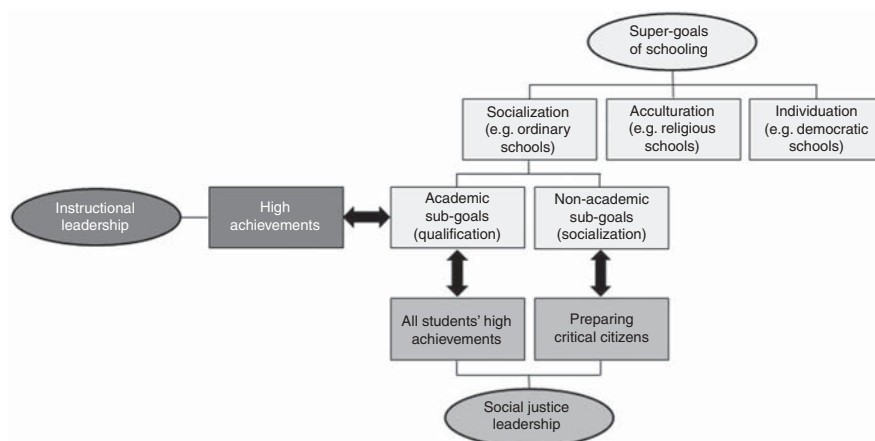 Super-goals
of schooling
Socialization
(e.g. ordinary
schools)
Acculturation
(e.g. religious
schools)
Individuation
(e.g. democratic
schools)
Instructional
leadership
High
achievements
Academic
sub-goals
(qualification)
Non-academic
sub-goals
(socialization)
All students’ high
achievements
Preparing
critical citizens
Social justice
leadership